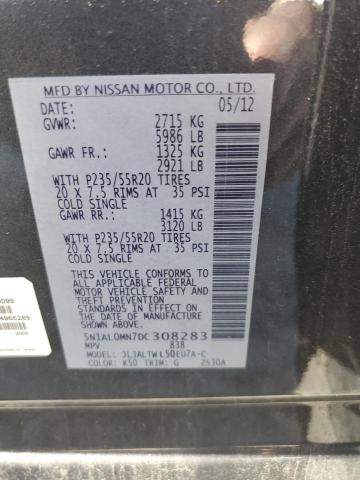 MFD BY NISSAN MOTOR CO., LTD.
DATE: 05/12
GVWR: 2715 KG
5986 LB
GAWR FR.: 1325 KG
2921 LB
WITH P235/55R20 TIRES
20 X 7.5 RIMS AT 35 PSI
COLD SINGLE
GAWR RR.: 1415 KG
3120 LB
WITH P235/55R20 TIRES
20 X 7.5 RIMS AT 35 PSI
COLD SINGLE
THIS VEHICLE CONFORMS TO
ALL APPLICABLE FEDERAL
MOTOR VEHICLE SAFETY
STANDARDS IN EFFECT ON
THE DATE OF MANUFACTURE
SHOWN ABOVE.
5N1AL0MN7DC308283
MPV 838
MODEL: JLJALTWL50EU7A-C
COLOR: K50 TRIM: G 2530A